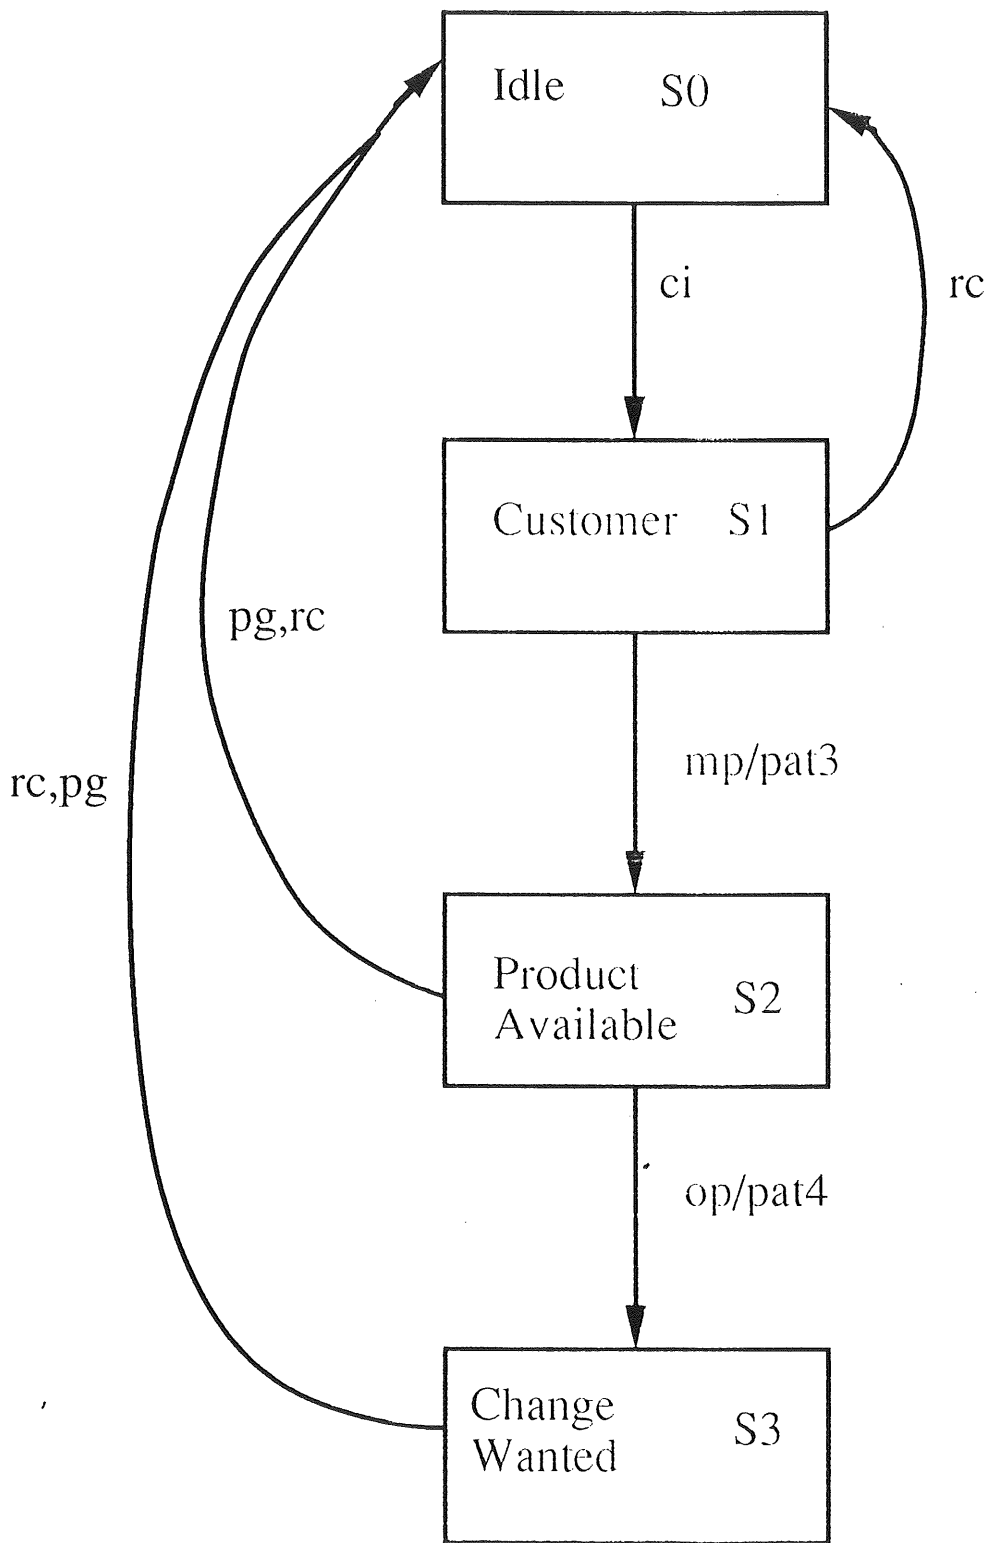 Idle S0
ci
rc
Customer S1
pg,rc
mp/pat3
rc,pg
Product
Available S2
op/pat4
Change
Wanted S3